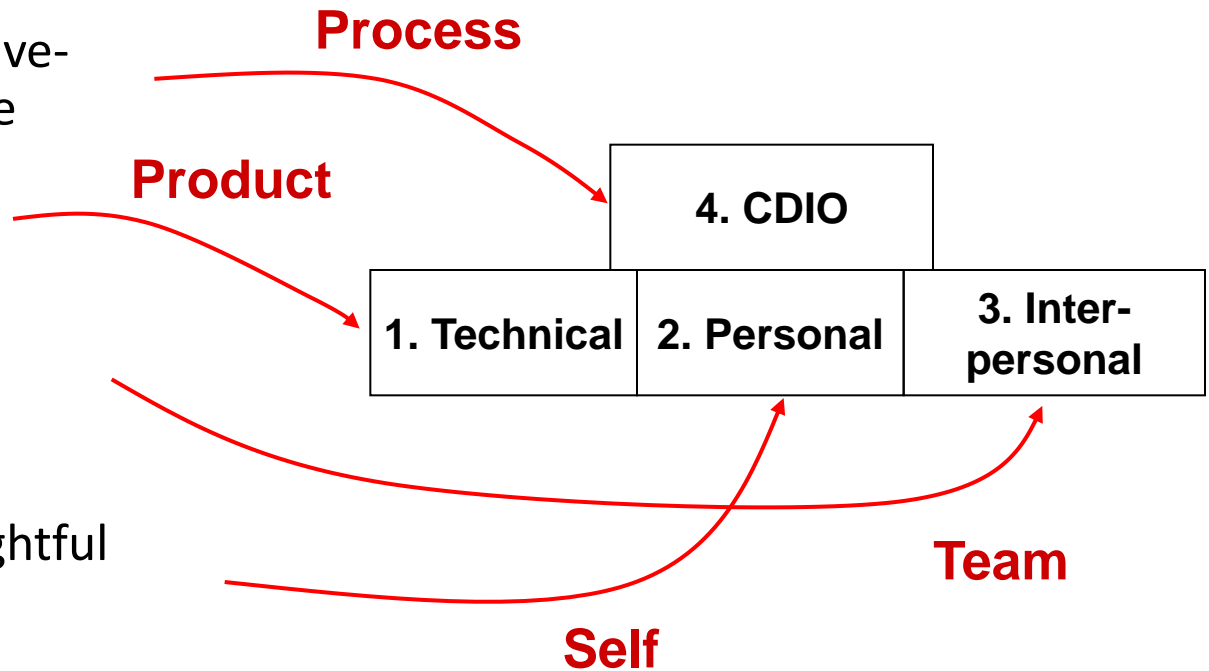 Process
ve-
e
Product
4. CDIO
1. Technical
2. Personal
3. Inter-
personal
ghtful
Team
Self